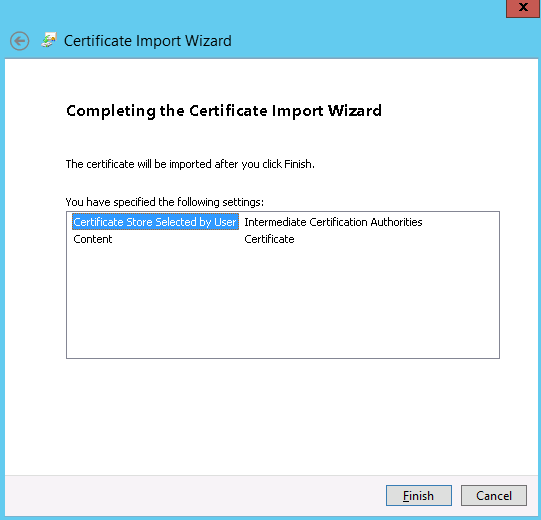 x
Certificate Import Wizard
Completing the Certificate Import Wizard
The certificate will be imported after you click Finish.
You have specified the following settings:
Certificate Store Selected by User Intermediate Certification Authorities
Content Certificate
Finish Cancel